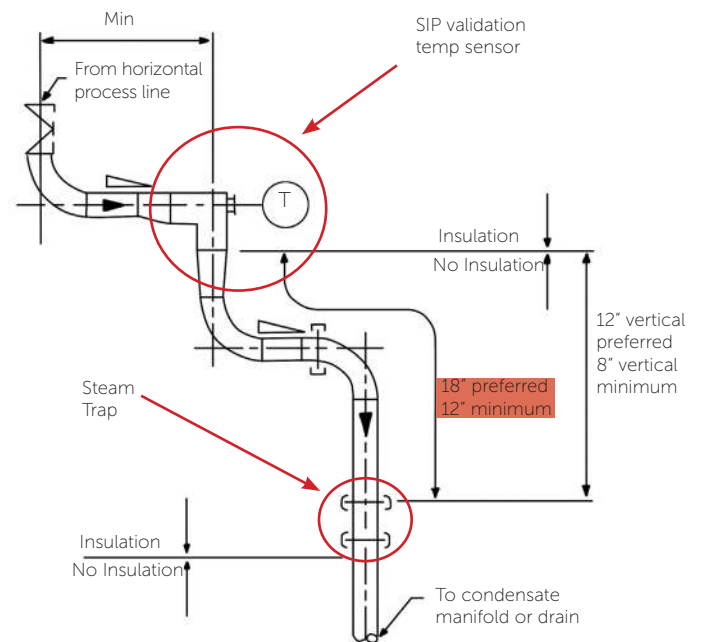 Min
SIP validation
temp sensor
From horizontal
process line
T
Insulation
No Insulation
12” vertical
preferred
8” vertical
minimum
18” preferred
12” minimum
Steam
Trap
Insulation
No Insulation
To condensate
manifold or drain